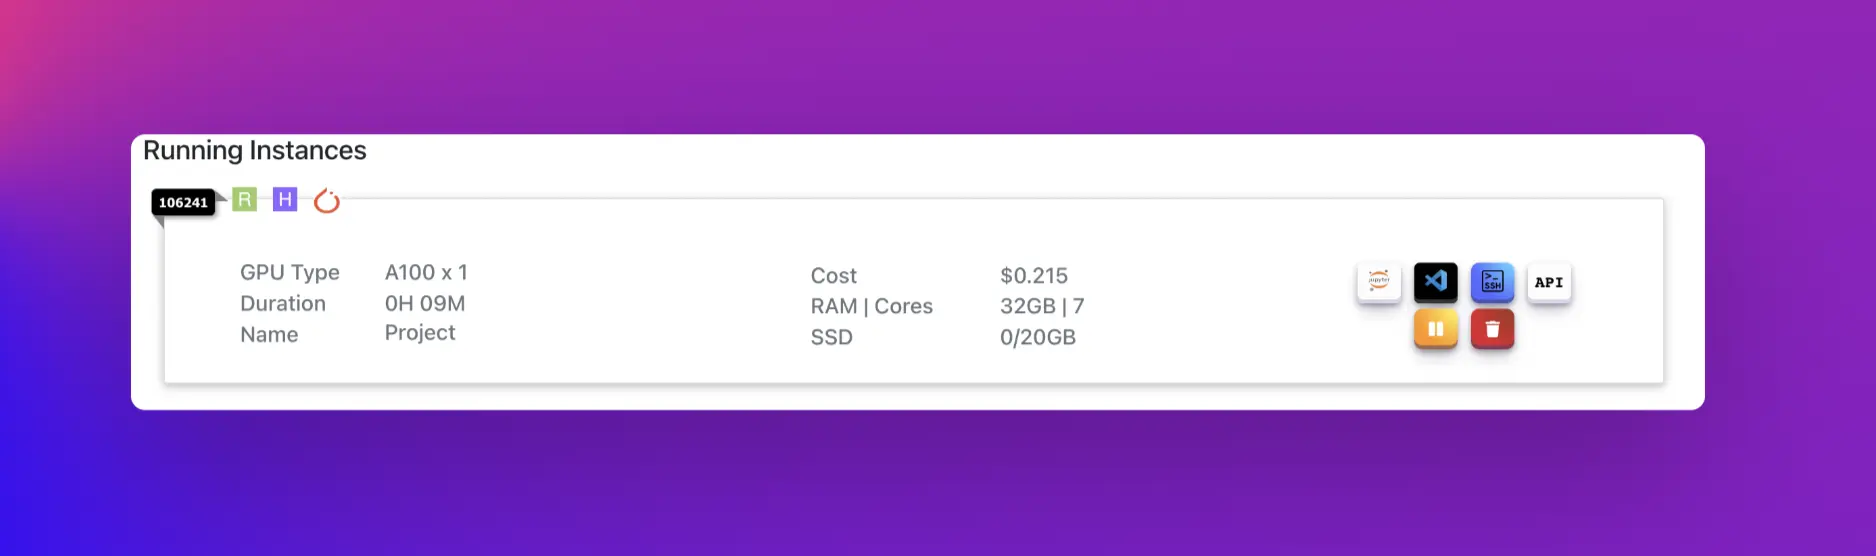 Running Instances
106241 R H
GPU Type A100 x 1
Duration 0H 09M
Name Project
Cost $0.215
RAM | Cores 32GB | 7
SSD 0/20GB
jupyter
>_ SSH
API